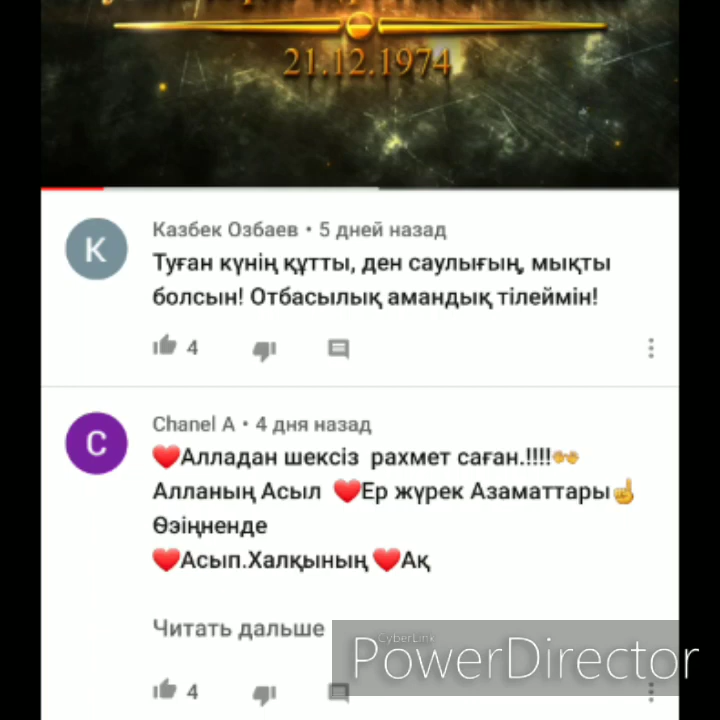 21.12.1974
Казбек Озбаев • 5 дней назад
К
Туған күнің құтты, ден саулығың, мықты
болсын! Отбасылық амандық тілеймін!
4
Chanel A • 4 дня назад
C
❤️Алладан шексіз рахмет саған.!!!!👐
Алланың Асыл ❤️Ер жүрек Азаматтары☝️
Өзіңненде
❤️Асып.Халқының ❤️Ақ
Читать дальше
CyberLink
PowerDirector
4